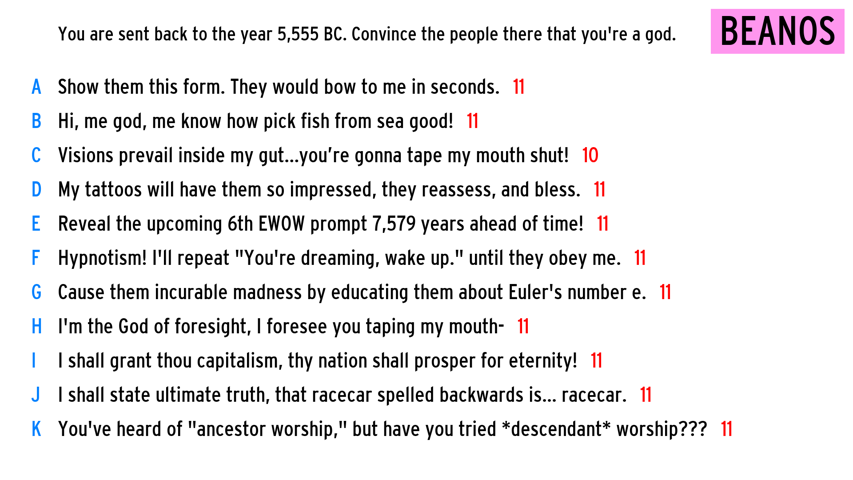 You are sent back to the year 5,555 BC. Convince the people there that you're a god.
BEANOS
A Show them this form. They would bow to me in seconds. 11
B Hi, me god, me know how pick fish from sea good! 11
C Visions prevail inside my gut...you’re gonna tape my mouth shut! 10
D My tattoos will have them so impressed, they reassess, and bless. 11
E Reveal the upcoming 6th EWOW prompt 7,579 years ahead of time! 11
F Hypnotism! I'll repeat "You're dreaming, wake up." until they obey me. 11
G Cause them incurable madness by educating them about Euler's number e. 11
H I'm the God of foresight, I foresee you taping my mouth- 11
I I shall grant thou capitalism, thy nation shall prosper for eternity! 11
J I shall state ultimate truth, that racecar spelled backwards is... racecar. 11
K You've heard of "ancestor worship," but have you tried *descendant* worship??? 11